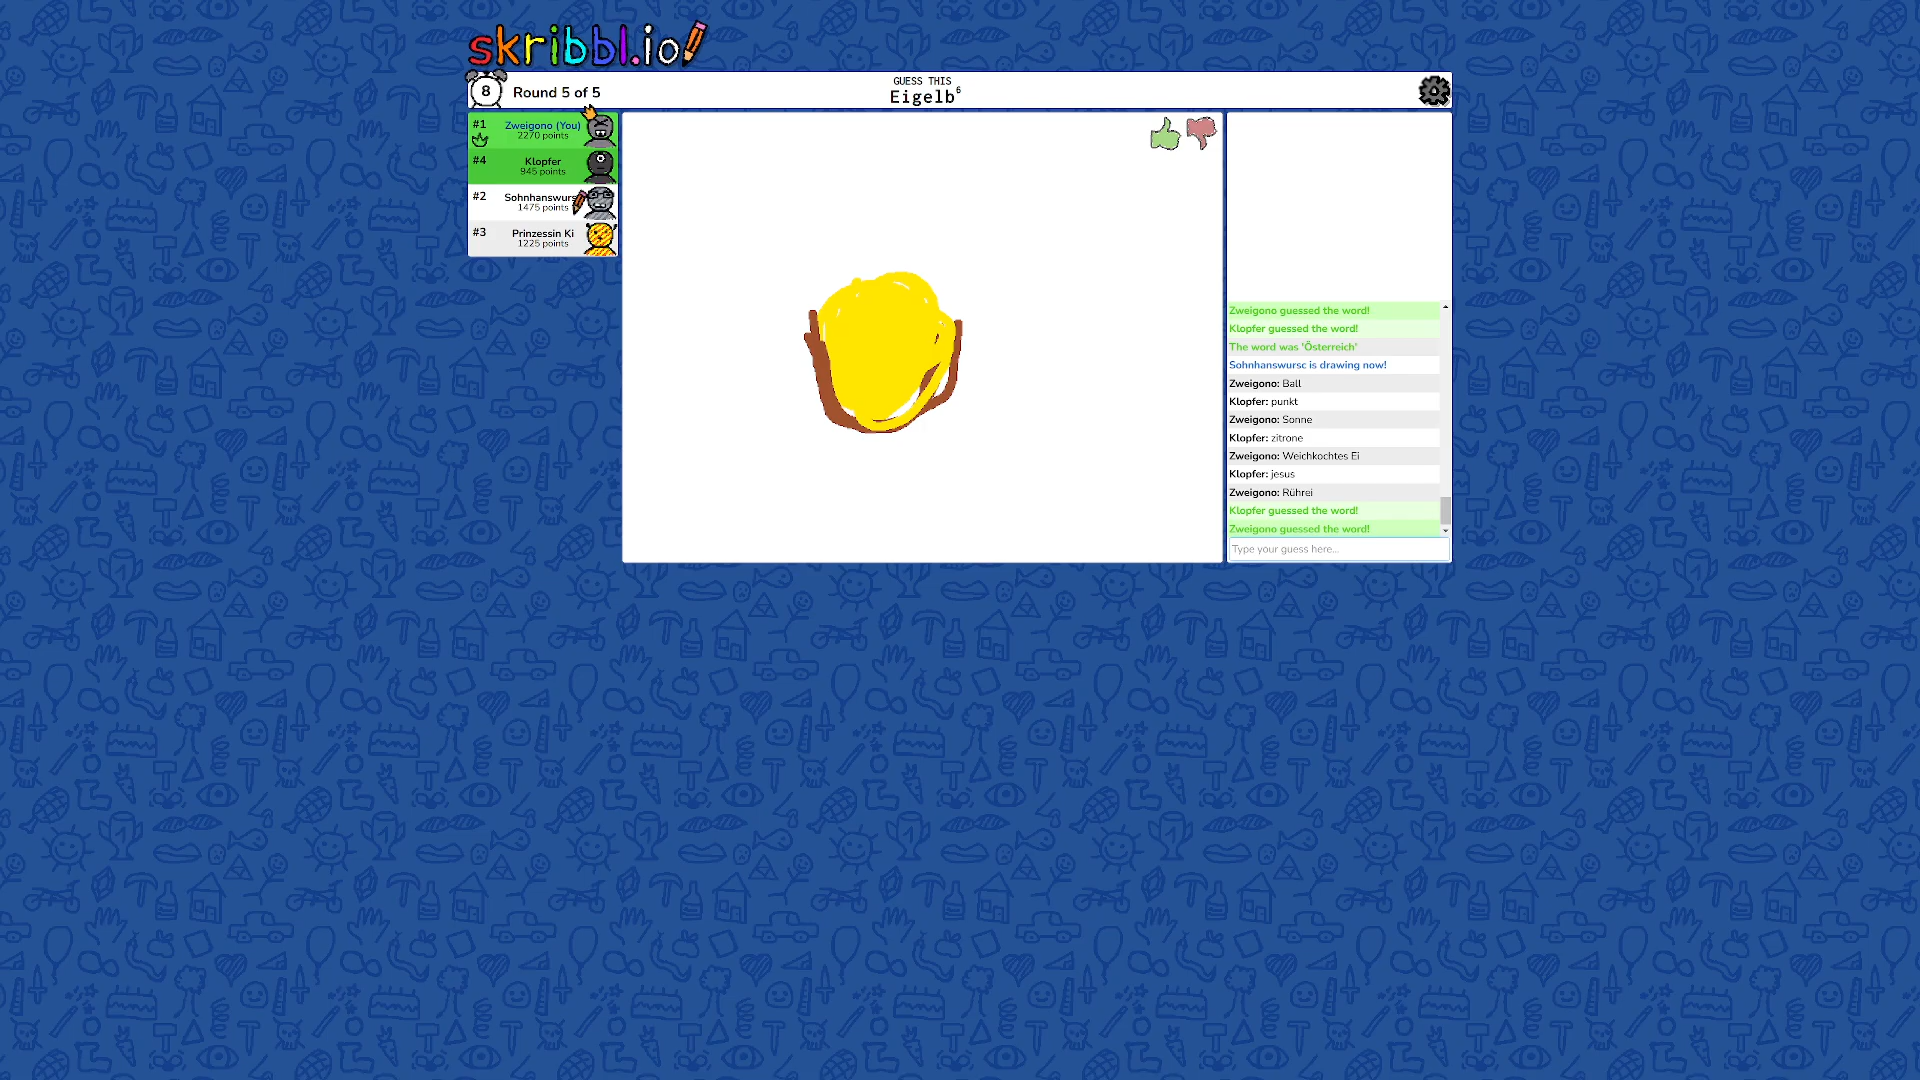 skribbl.io!
8
Round 5 of 5
GUESS THIS
Eigelb 6
#1
Zweigono (You)
2270 points
#4
Klopfer
945 points
#2
Sohnhanswurs
1475 points
#3
Prinzessin Ki
1225 points
Zweigono guessed the word!
Klopfer guessed the word!
The word was 'Österreich'
Sohnhanswursc is drawing now!
Zweigono: Ball
Klopfer: punkt
Zweigono: Sonne
Klopfer: zitrone
Zweigono: Weichkochtes Ei
Klopfer: jesus
Zweigono: Rührei
Klopfer guessed the word!
Zweigono guessed the word!
Type your guess here...